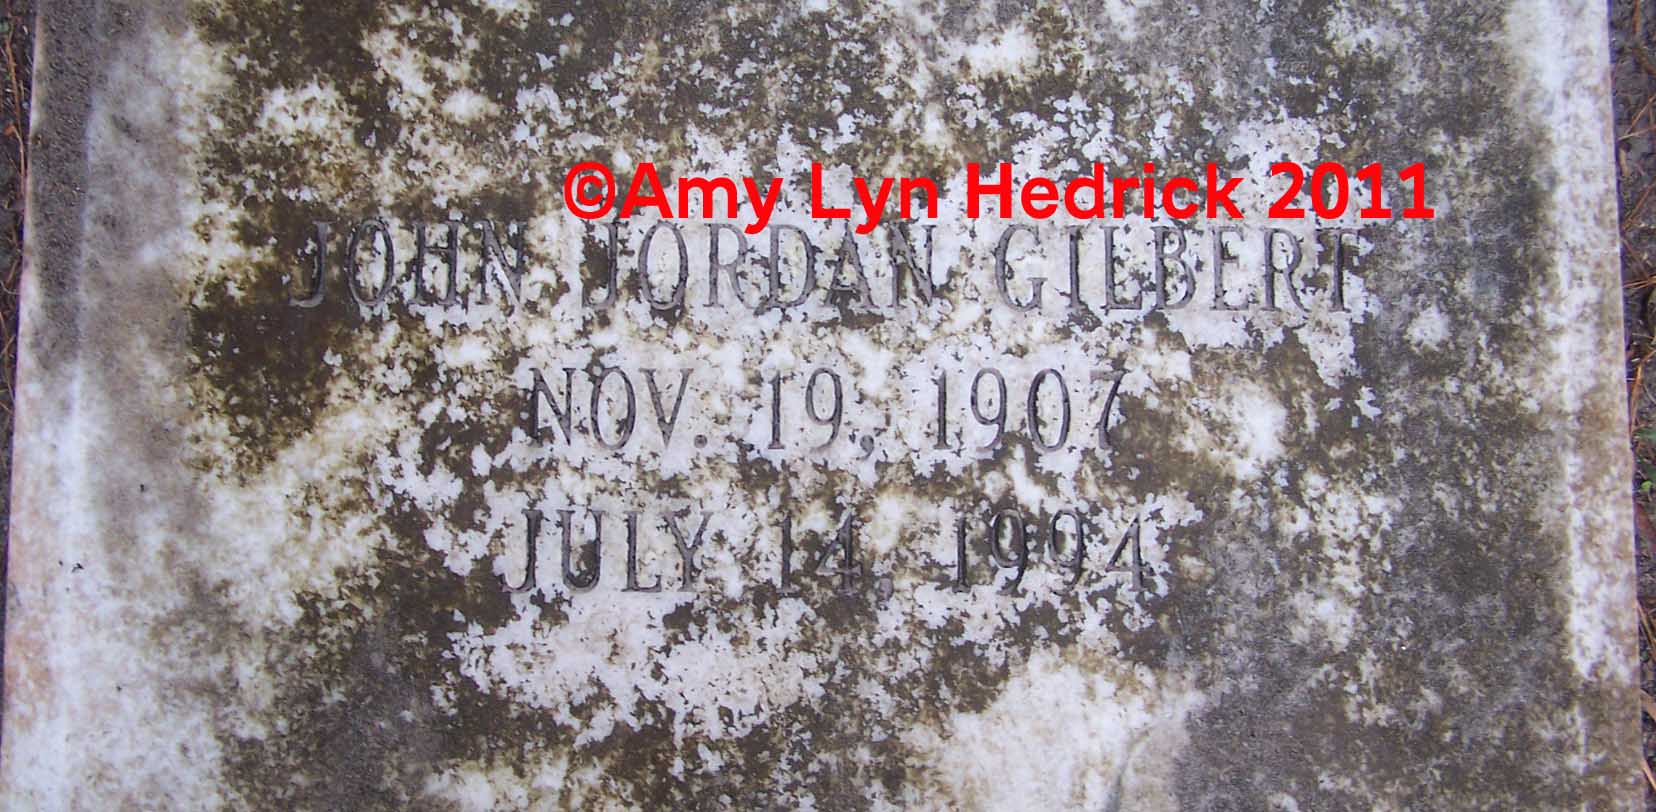 ©Amy Lyn Hedrick 2011
JOHN JORDAN GILBERT
NOV. 19, 1907
JULY 14, 1994